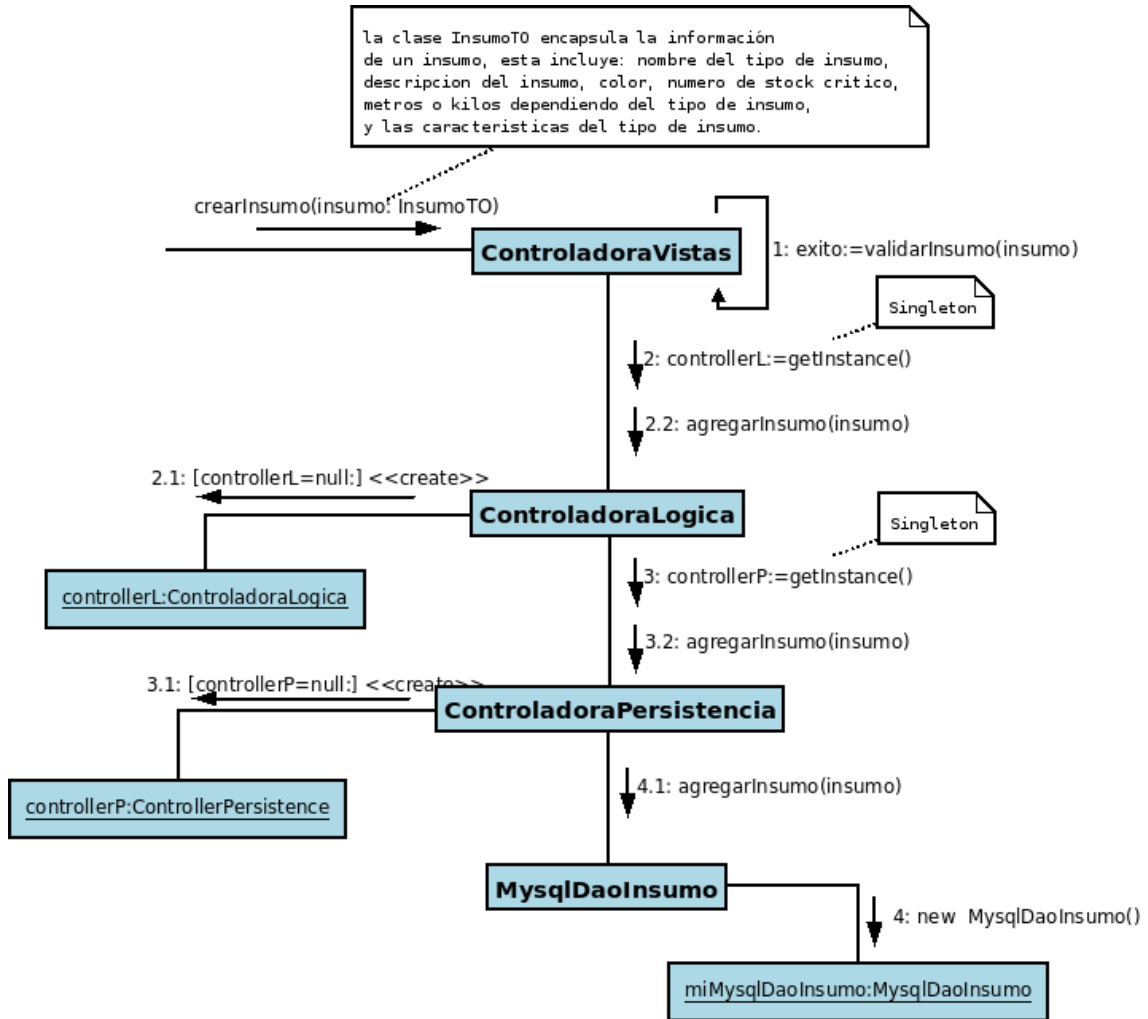 la clase InsumoTO encapsula la información
de un insumo, esta incluye: nombre del tipo de insumo,
descripcion del insumo, color, numero de stock critico,
metros o kilos dependiendo del tipo de insumo,
y las caracteristicas del tipo de insumo.
crearInsumo(insumo: InsumoTO)
ControladoraVistas
1: exito:=validarInsumo(insumo)
Singleton
2: controllerL:=getInstance()
2.2: agregarInsumo(insumo)
2.1: [controllerL=null:] <<create>>
ControladoraLogica
Singleton
controllerL:ControladoraLogica
3: controllerP:=getInstance()
3.2: agregarInsumo(insumo)
3.1: [controllerP=null:] <<create>>
ControladoraPersistencia
controllerP:ControllerPersistence
4.1: agregarInsumo(insumo)
MysqlDaoInsumo
4: new MysqlDaoInsumo()
miMysqlDaoInsumo:MysqlDaoInsumo